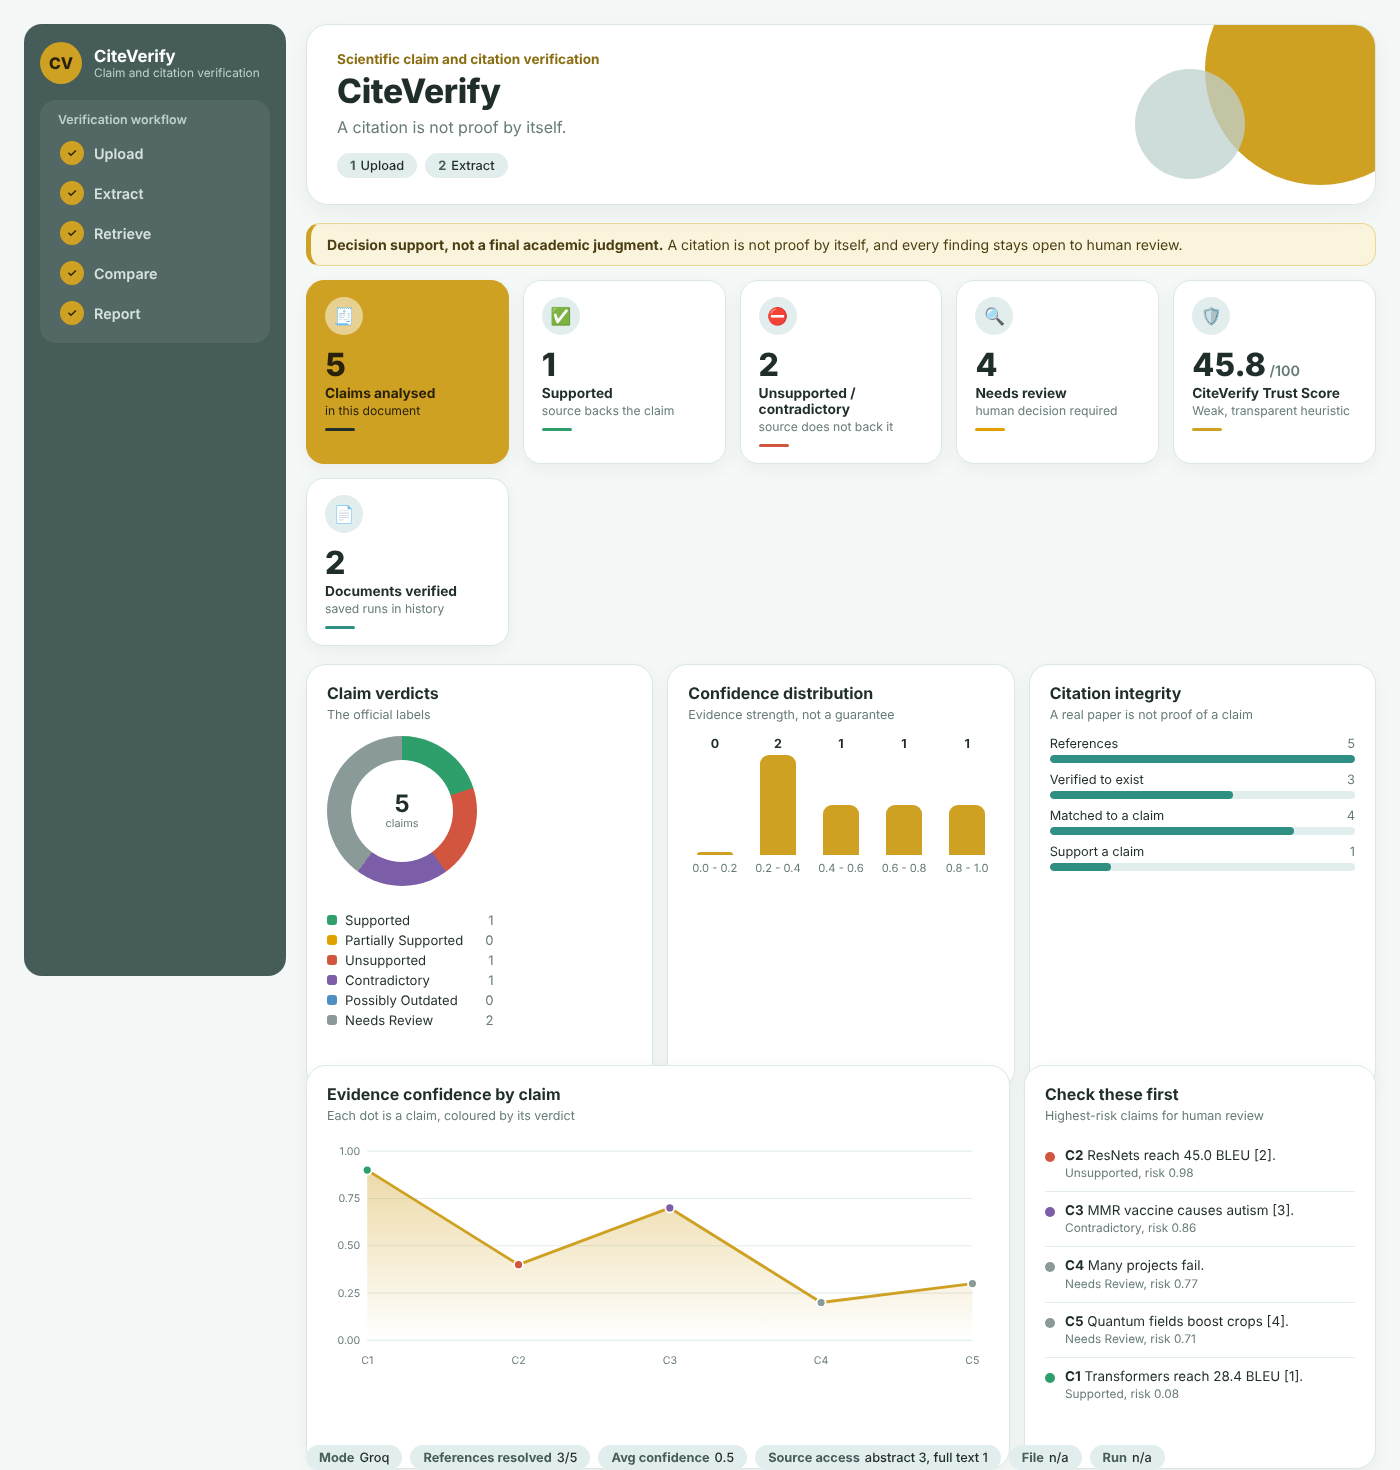 CV
CiteVerify
Claim and citation verification
Verification workflow
Upload
Extract
Retrieve
Compare
Report
Scientific claim and citation verification
CiteVerify
A citation is not proof by itself.
1 Upload
2 Extract
Decision support, not a final academic judgment. A citation is not proof by itself, and every finding stays open to human review.
5
Claims analysed
in this document
1
Supported
source backs the claim
2
Unsupported /
contradictory
source does not back it
4
Needs review
human decision required
45.8 /100
CiteVerify Trust Score
Weak, transparent heuristic
2
Documents verified
saved runs in history
Claim verdicts
The official labels
5
claims
Supported 1
Partially Supported 0
Unsupported 1
Contradictory 1
Possibly Outdated 0
Needs Review 2
Confidence distribution
Evidence strength, not a guarantee
0 2 1 1 1
0.0 - 0.2 0.2 - 0.4 0.4 - 0.6 0.6 - 0.8 0.8 - 1.0
Citation integrity
A real paper is not proof of a claim
References 5
Verified to exist 3
Matched to a claim 4
Support a claim 1
Evidence confidence by claim
Each dot is a claim, coloured by its verdict
1.00
0.75
0.50
0.25
0.00
C1 C2 C3 C4 C5
Check these first
Highest-risk claims for human review
C2 ResNets reach 45.0 BLEU [2].
Unsupported, risk 0.98
C3 MMR vaccine causes autism [3].
Contradictory, risk 0.86
C4 Many projects fail.
Needs Review, risk 0.77
C5 Quantum fields boost crops [4].
Needs Review, risk 0.71
C1 Transformers reach 28.4 BLEU [1].
Supported, risk 0.08
Mode Groq
References resolved 3/5
Avg confidence 0.5
Source access abstract 3, full text 1
File n/a
Run n/a